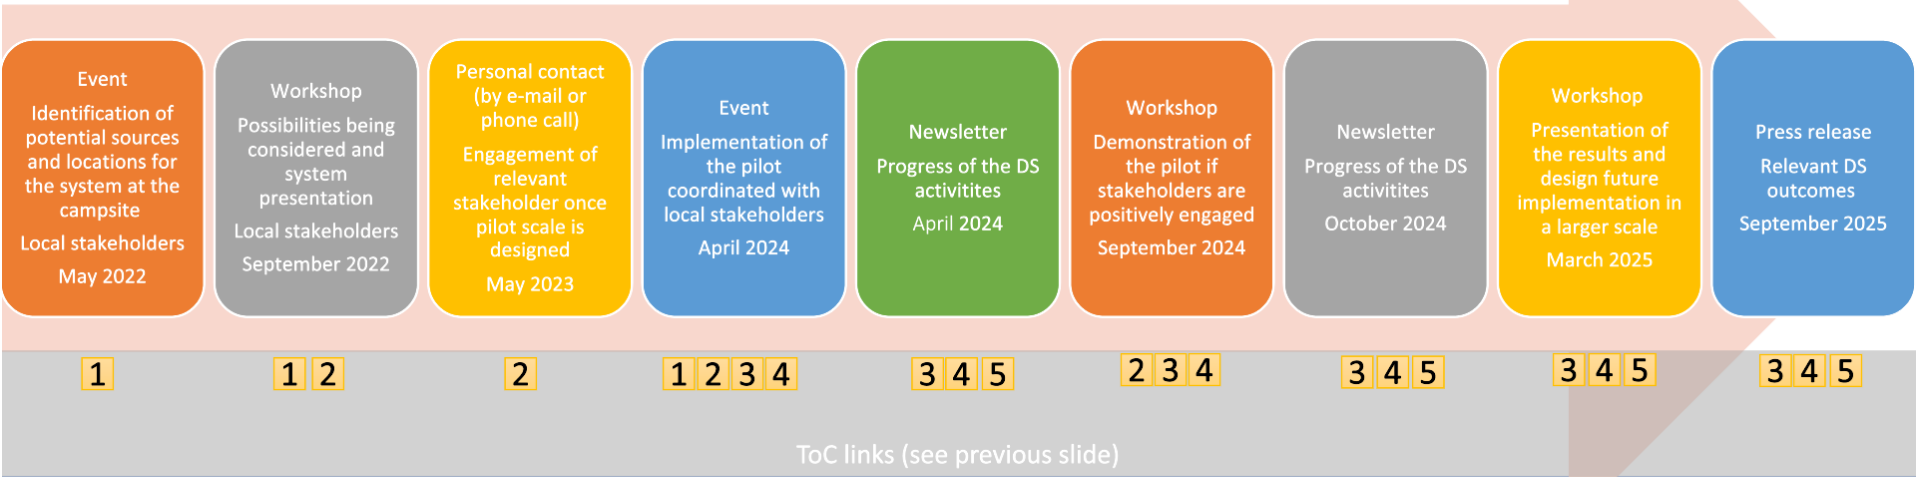 Event
Identification of
potential sources
and locations for
the system at the
campsite
Local stakeholders
May 2022
Workshop
Possibilities being
considered and
system
presentation
Local stakeholders
September 2022
Personal contact
(by e-mail or
phone call)
Engagement of
relevant
stakeholder once
pilot scale is
designed
May 2023
Event
Implementation of
the pilot
coordinated with
local stakeholders
April 2024
Newsletter
Progress of the DS
activitites
April 2024
Workshop
Demonstration of
the pilot if
stakeholders are
positively engaged
September 2024
Newsletter
Progress of the DS
activitites
October 2024
Workshop
Presentation of
the results and
design future
implementation in
a larger scale
March 2025
Press release
Relevant DS
outcomes
September 2025
1
1 2
2
1 2 3 4
3 4 5
2 3 4
3 4 5
3 4 5
3 4 5
ToC links (see previous slide)